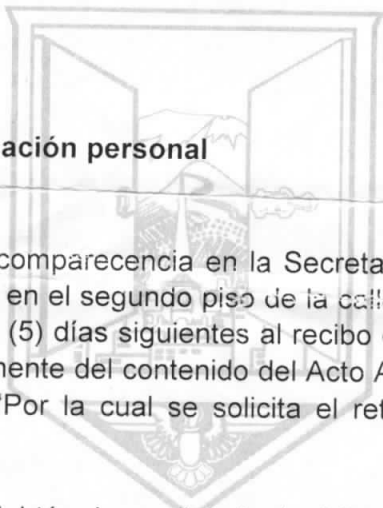 ación personal
comparecencia en la Secreta
en el segundo piso de la call
(5) días siguientes al recibo
mente del contenido del Acto A
"Por la cual se solicita el ret